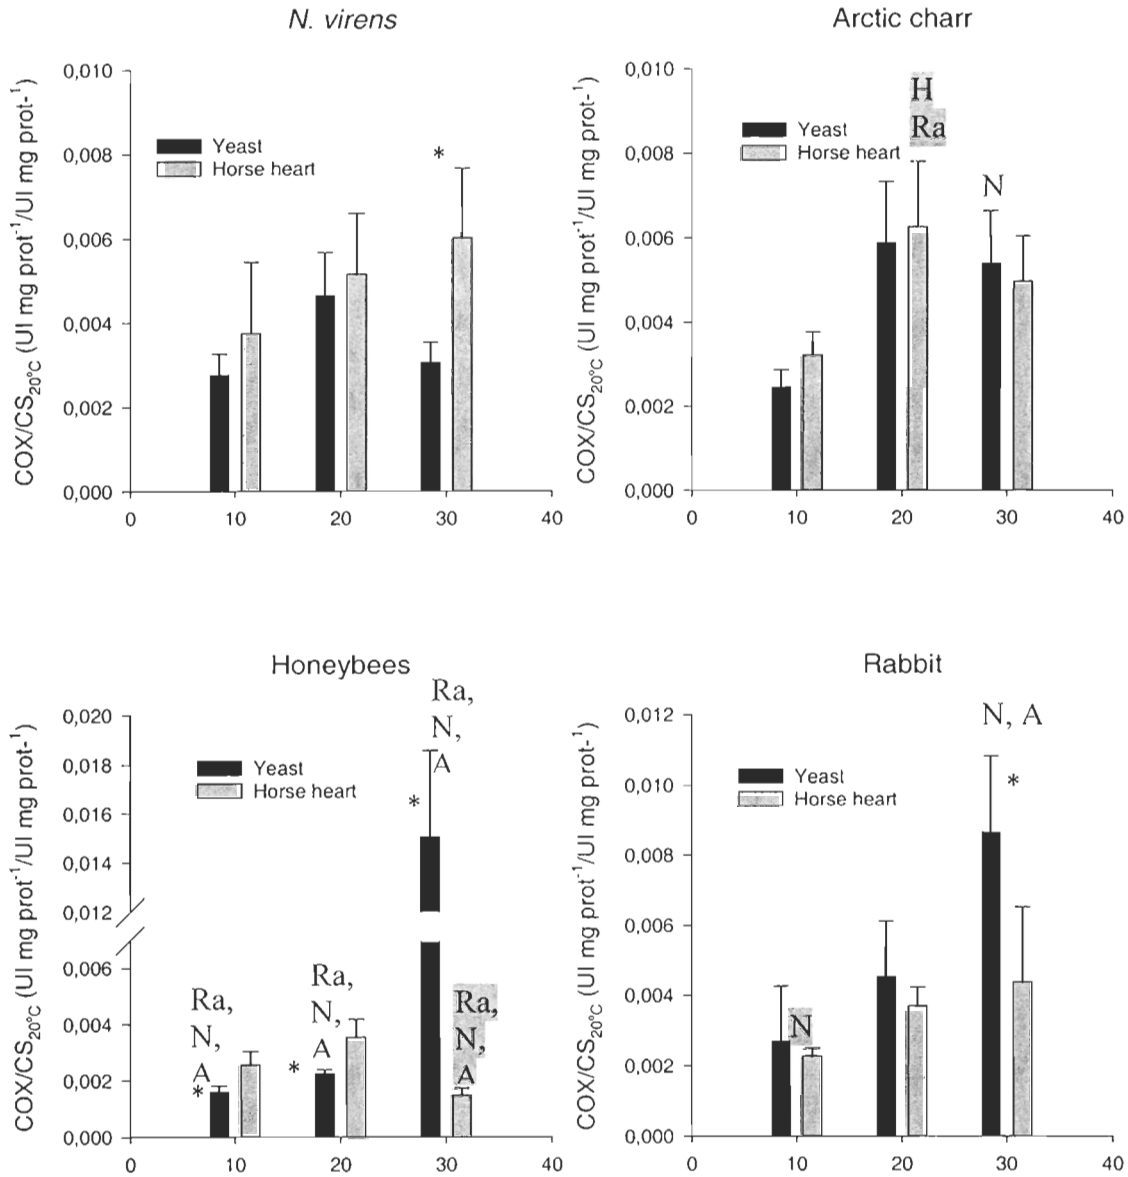 N. virens
COX/CS20°C (UI mg prot-1/UI mg prot-1)
0,010
0,008
0,006
0,004
0,002
0,000
Yeast
Horse heart
*
0 10 20 30 40
Arctic charr
COX/CS20°C (UI mg prot-1/UI mg prot-1)
0,010
0,008
0,006
0,004
0,002
0,000
Yeast
Horse heart
H
Ra
N
0 10 20 30 40
Honeybees
COX/CS20°C (UI mg prot-1/UI mg prot-1)
0,020
0,018
0,016
0,014
0,012
0,006
0,004
0,002
0,000
Yeast
Horse heart
Ra,
N,
A
*
Ra,
N,
A
*
Ra,
N,
A
*
Ra,
N,
A
0 10 20 30 40
Rabbit
COX/CS20°C (UI mg prot-1/UI mg prot-1)
0,012
0,010
0,008
0,006
0,004
0,002
0,000
Yeast
Horse heart
N
N, A
*
0 10 20 30 40